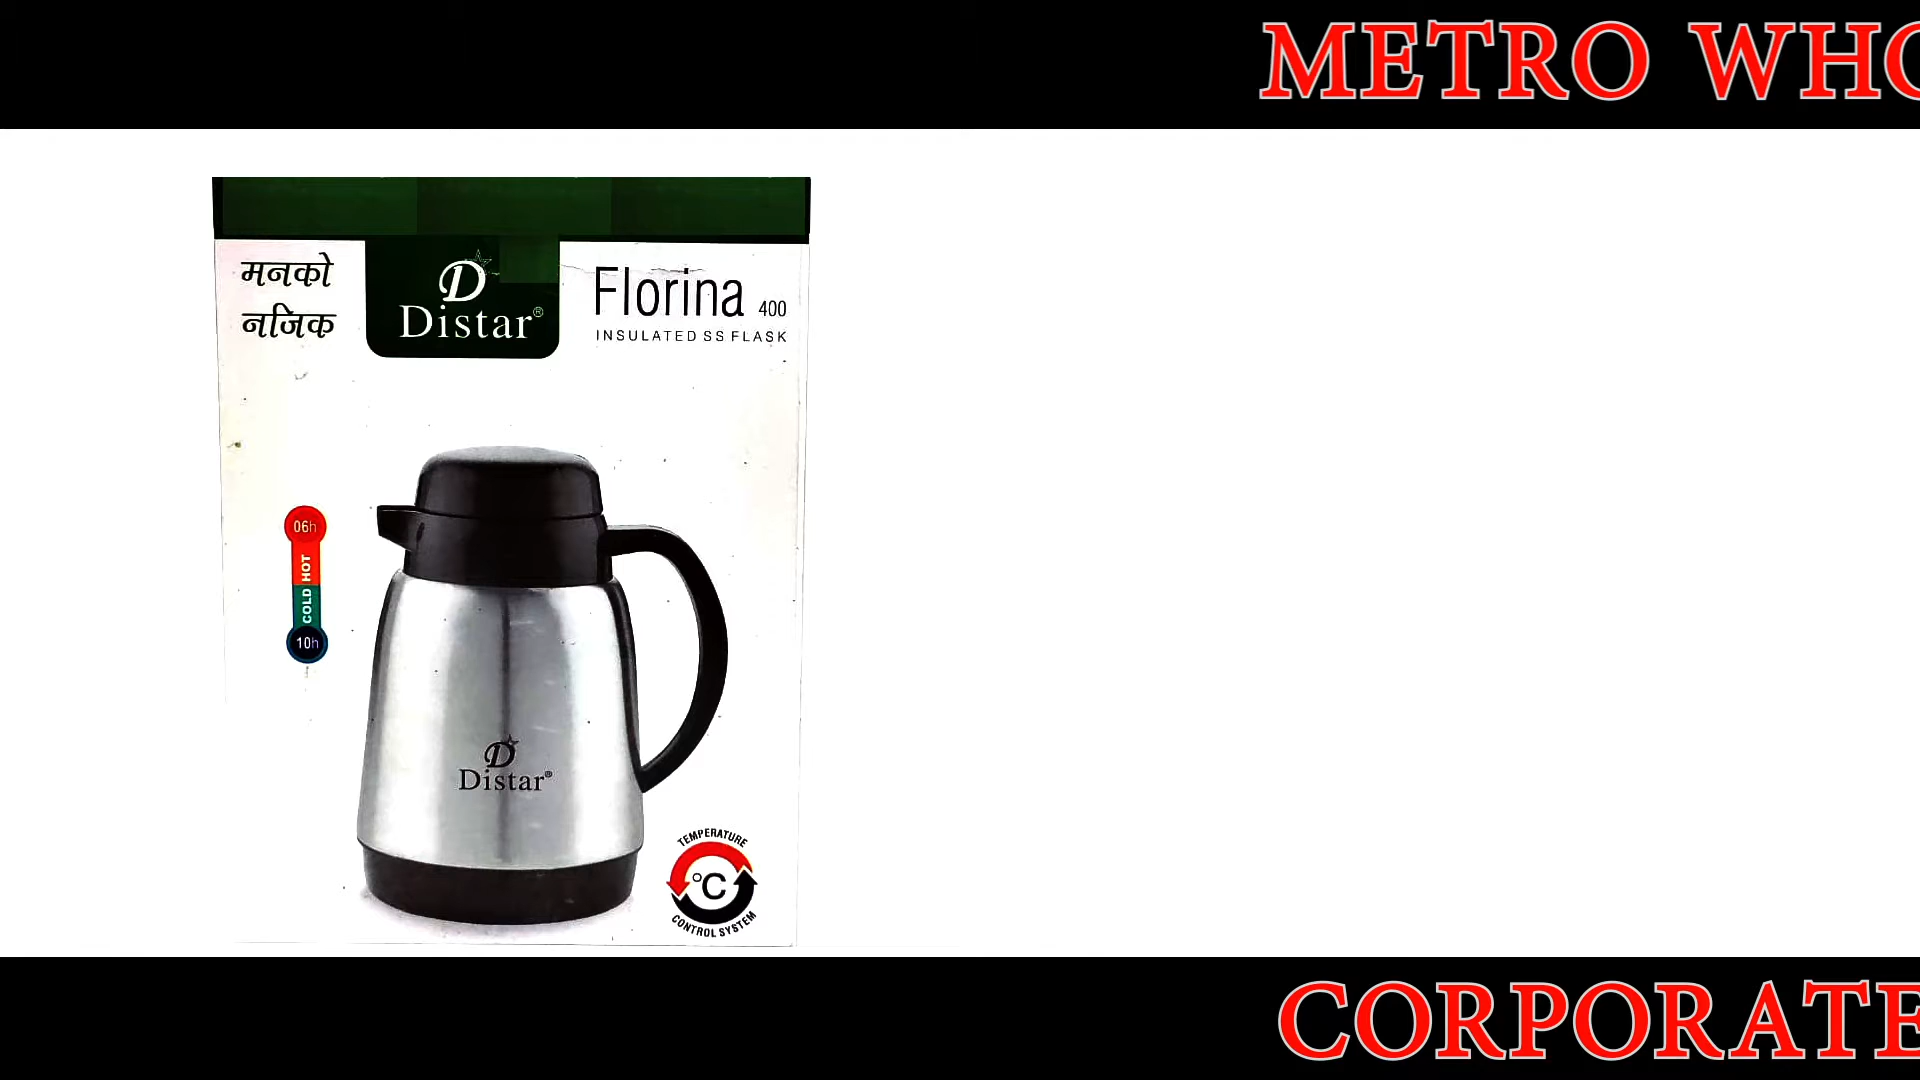 METRO WHO
मनको
नजिक
D
Distar®
Florina 400
INSULATED SS FLASK
06h
HOT
COLD
10h
D
Distar®
TEMPERATURE
°C
CONTROL SYSTEM
CORPORATE